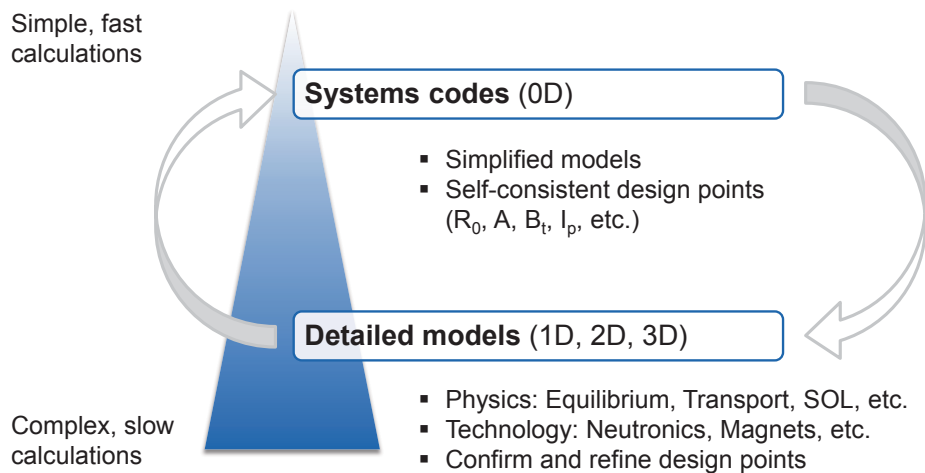 Simple, fast
calculations
Systems codes (0D)
▪ Simplified models
▪ Self-consistent design points
(R₀, A, Bₜ, Iₚ, etc.)
Detailed models (1D, 2D, 3D)
▪ Physics: Equilibrium, Transport, SOL, etc.
▪ Technology: Neutronics, Magnets, etc.
▪ Confirm and refine design points
Complex, slow
calculations